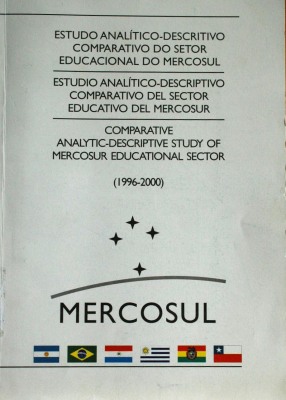 ESTUDO ANALÍTICO-DESCRITIVO
COMPARATIVO DO SETOR
EDUCACIONAL DO MERCOSUL
ESTUDIO ANALÍTICO-DESCRIPTIVO
COMPARATIVO DEL SECTOR
EDUCATIVO DEL MERCOSUR
COMPARATIVE
ANALYTIC-DESCRIPTIVE STUDY OF
MERCOSUR EDUCATIONAL SECTOR
(1996-2000)
MERCOSUL